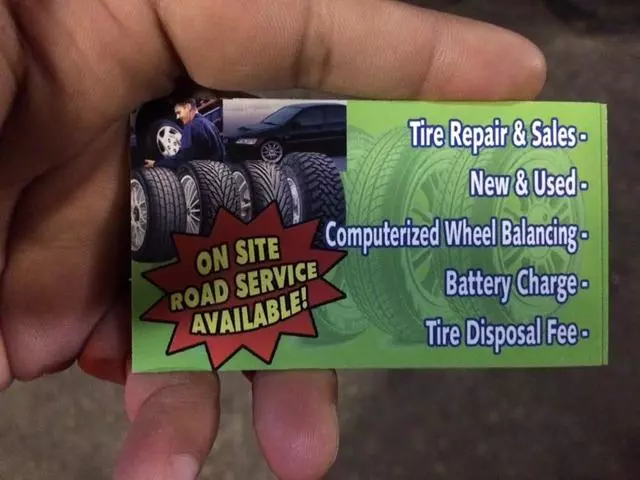 Tire Repair & Sales -
New & Used -
Computerized Wheel Balancing -
Battery Charge -
Tire Disposal Fee -
ON SITE
ROAD SERVICE
AVAILABLE!